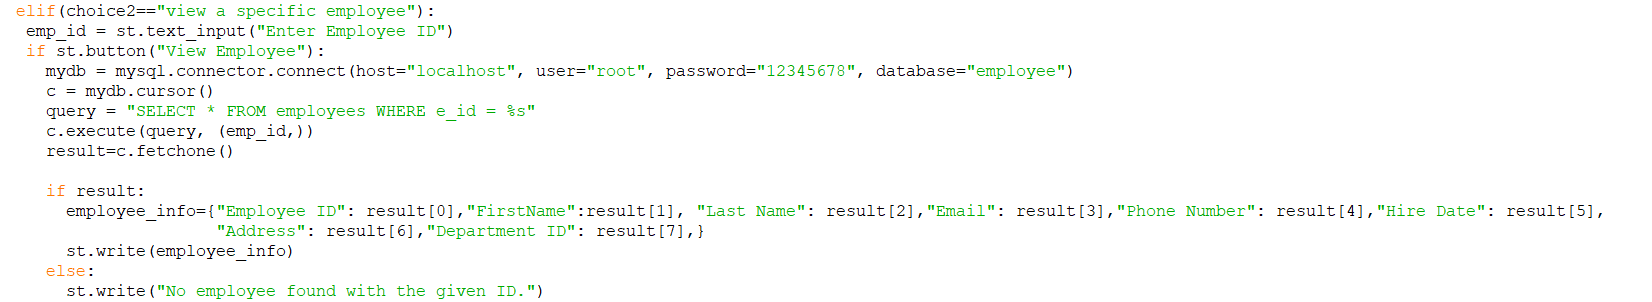 elif(choice2=="view a specific employee"):
emp_id = st.text_input("Enter Employee ID")
if st.button("View Employee"):
mydb = mysql.connector.connect(host="localhost", user="root", password="12345678", database="employee")
c = mydb.cursor()
query = "SELECT * FROM employees WHERE e_id = %s"
c.execute(query, (emp_id,))
result=c.fetchone()
if result:
employee_info={"Employee ID": result[0],"FirstName":result[1], "Last Name": result[2],"Email": result[3],"Phone Number": result[4],"Hire Date": result[5],
"Address": result[6],"Department ID": result[7],}
st.write(employee_info)
else:
st.write("No employee found with the given ID.")